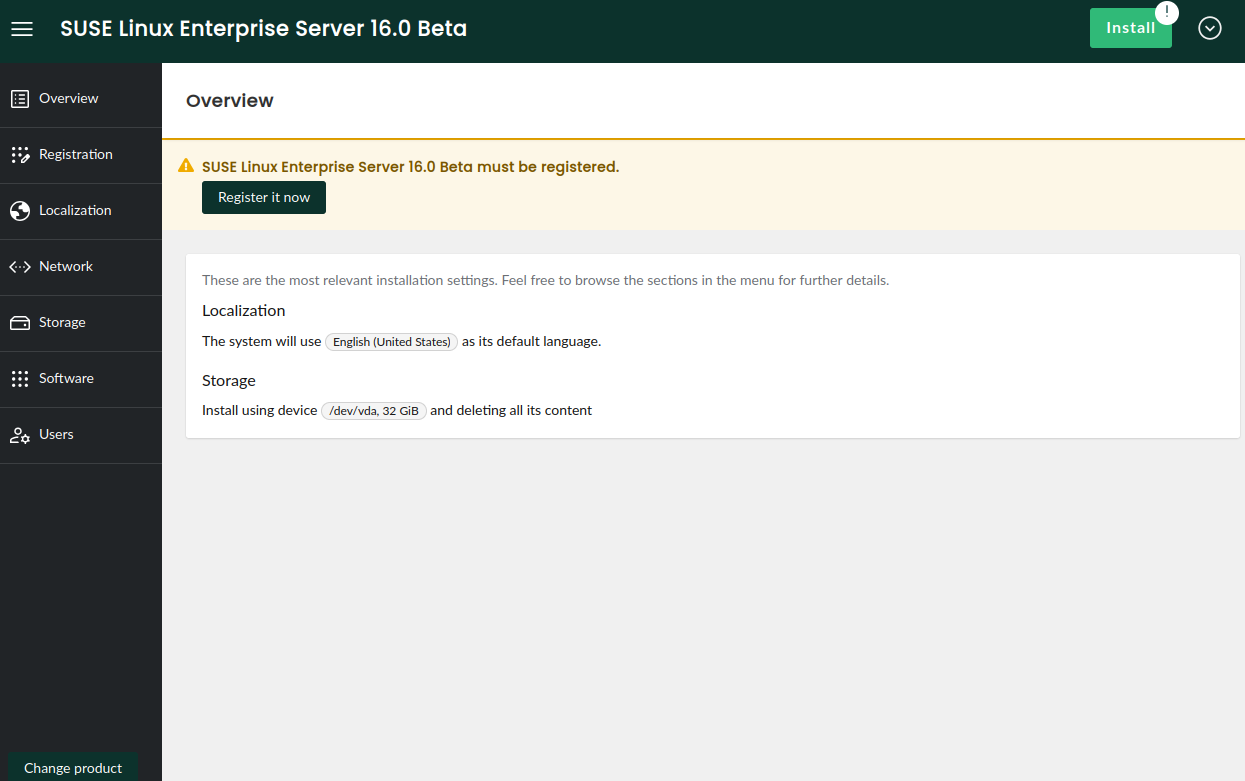 SUSE Linux Enterprise Server 16.0 Beta
Install
!
Overview
Registration
Localization
Network
Storage
Software
Users
Change product
Overview
SUSE Linux Enterprise Server 16.0 Beta must be registered.
Register it now
These are the most relevant installation settings. Feel free to browse the sections in the menu for further details.
Localization
The system will use English (United States) as its default language.
Storage
Install using device /dev/vda, 32 GiB and deleting all its content